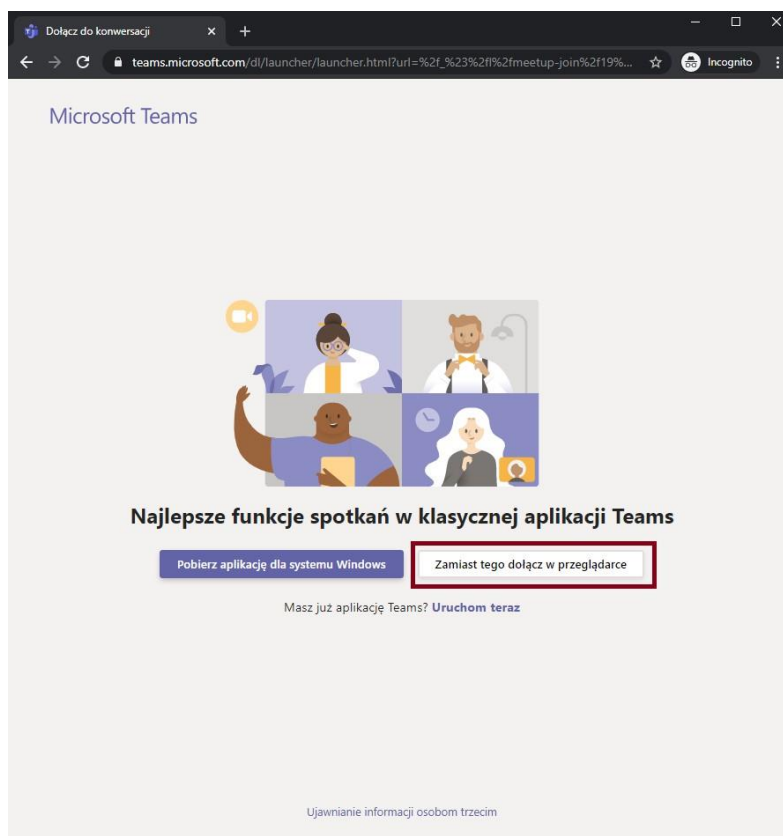 Dołącz do konwersacji
teams.microsoft.com/dl/launcher/launcher.html?url=%2f_%23%2fl%2fmeetup-join%2f19%...
Incognito
Microsoft Teams
Najlepsze funkcje spotkań w klasycznej aplikacji Teams
Pobierz aplikację dla systemu Windows
Zamiast tego dołącz w przeglądarce
Masz już aplikację Teams? Uruchom teraz
Ujawnianie informacji osobom trzecim